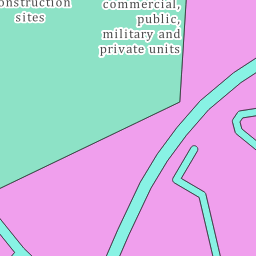 onstruction
sites
commercial,
public,
military and
private units